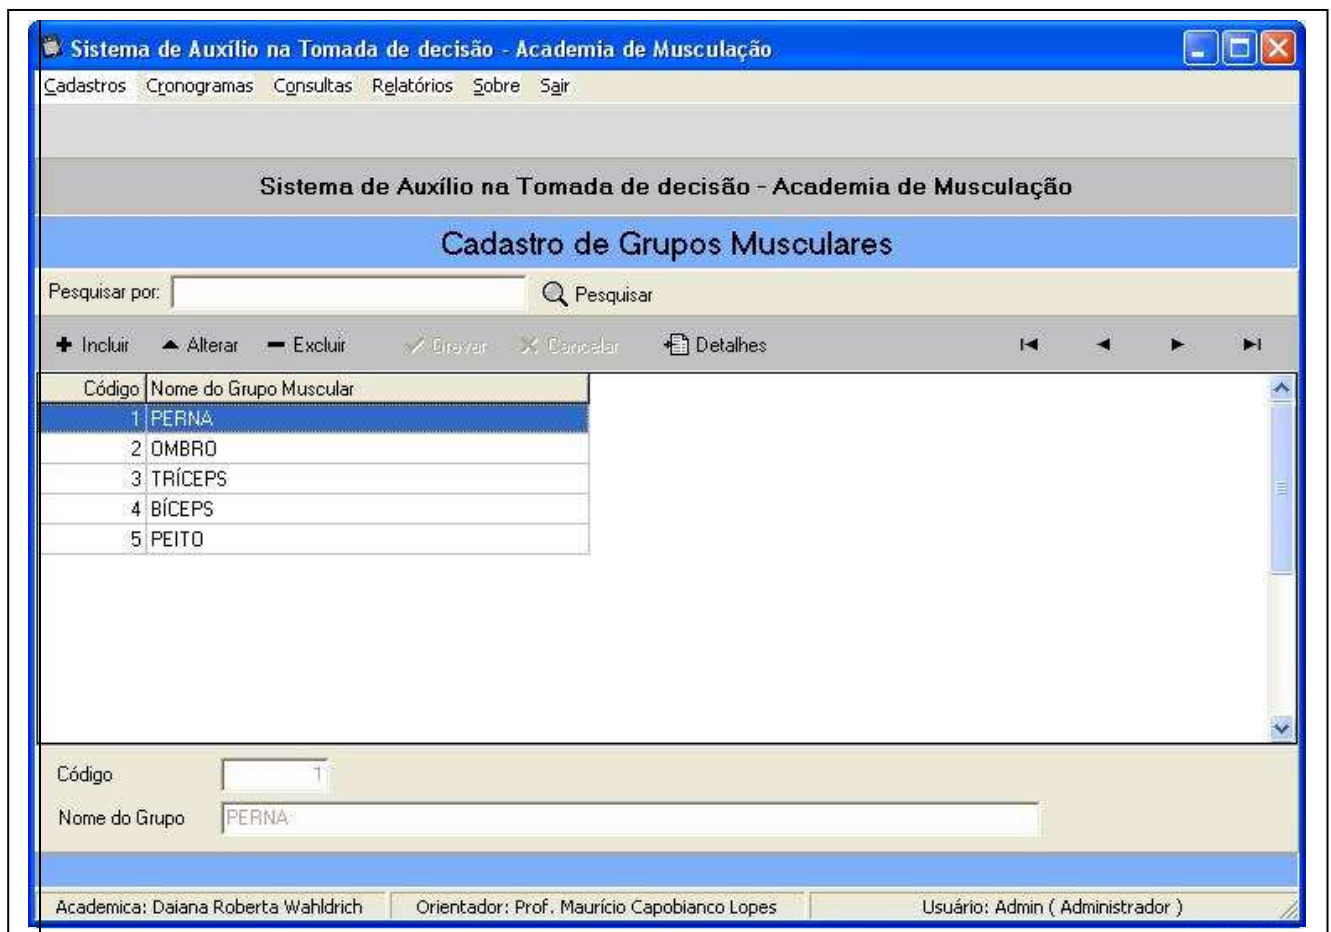 Sistema de Auxílio na Tomada de decisão - Academia de Musculação
Cadastros Cronogramas Consultas Relatórios Sobre Sair
Sistema de Auxílio na Tomada de decisão - Academia de Musculação
Cadastro de Grupos Musculares
Pesquisar por: Pesquisar
Incluir Alterar Excluir Gravar Cancelar Detalhes
Código Nome do Grupo Muscular
1 PERNA
2 OMBRO
3 TRÍCEPS
4 BÍCEPS
5 PEITO
Código 1
Nome do Grupo PERNA
Academica: Daiana Roberta Wahldrich Orientador: Prof. Maurício Capobianco Lopes Usuário: Admin ( Administrador )